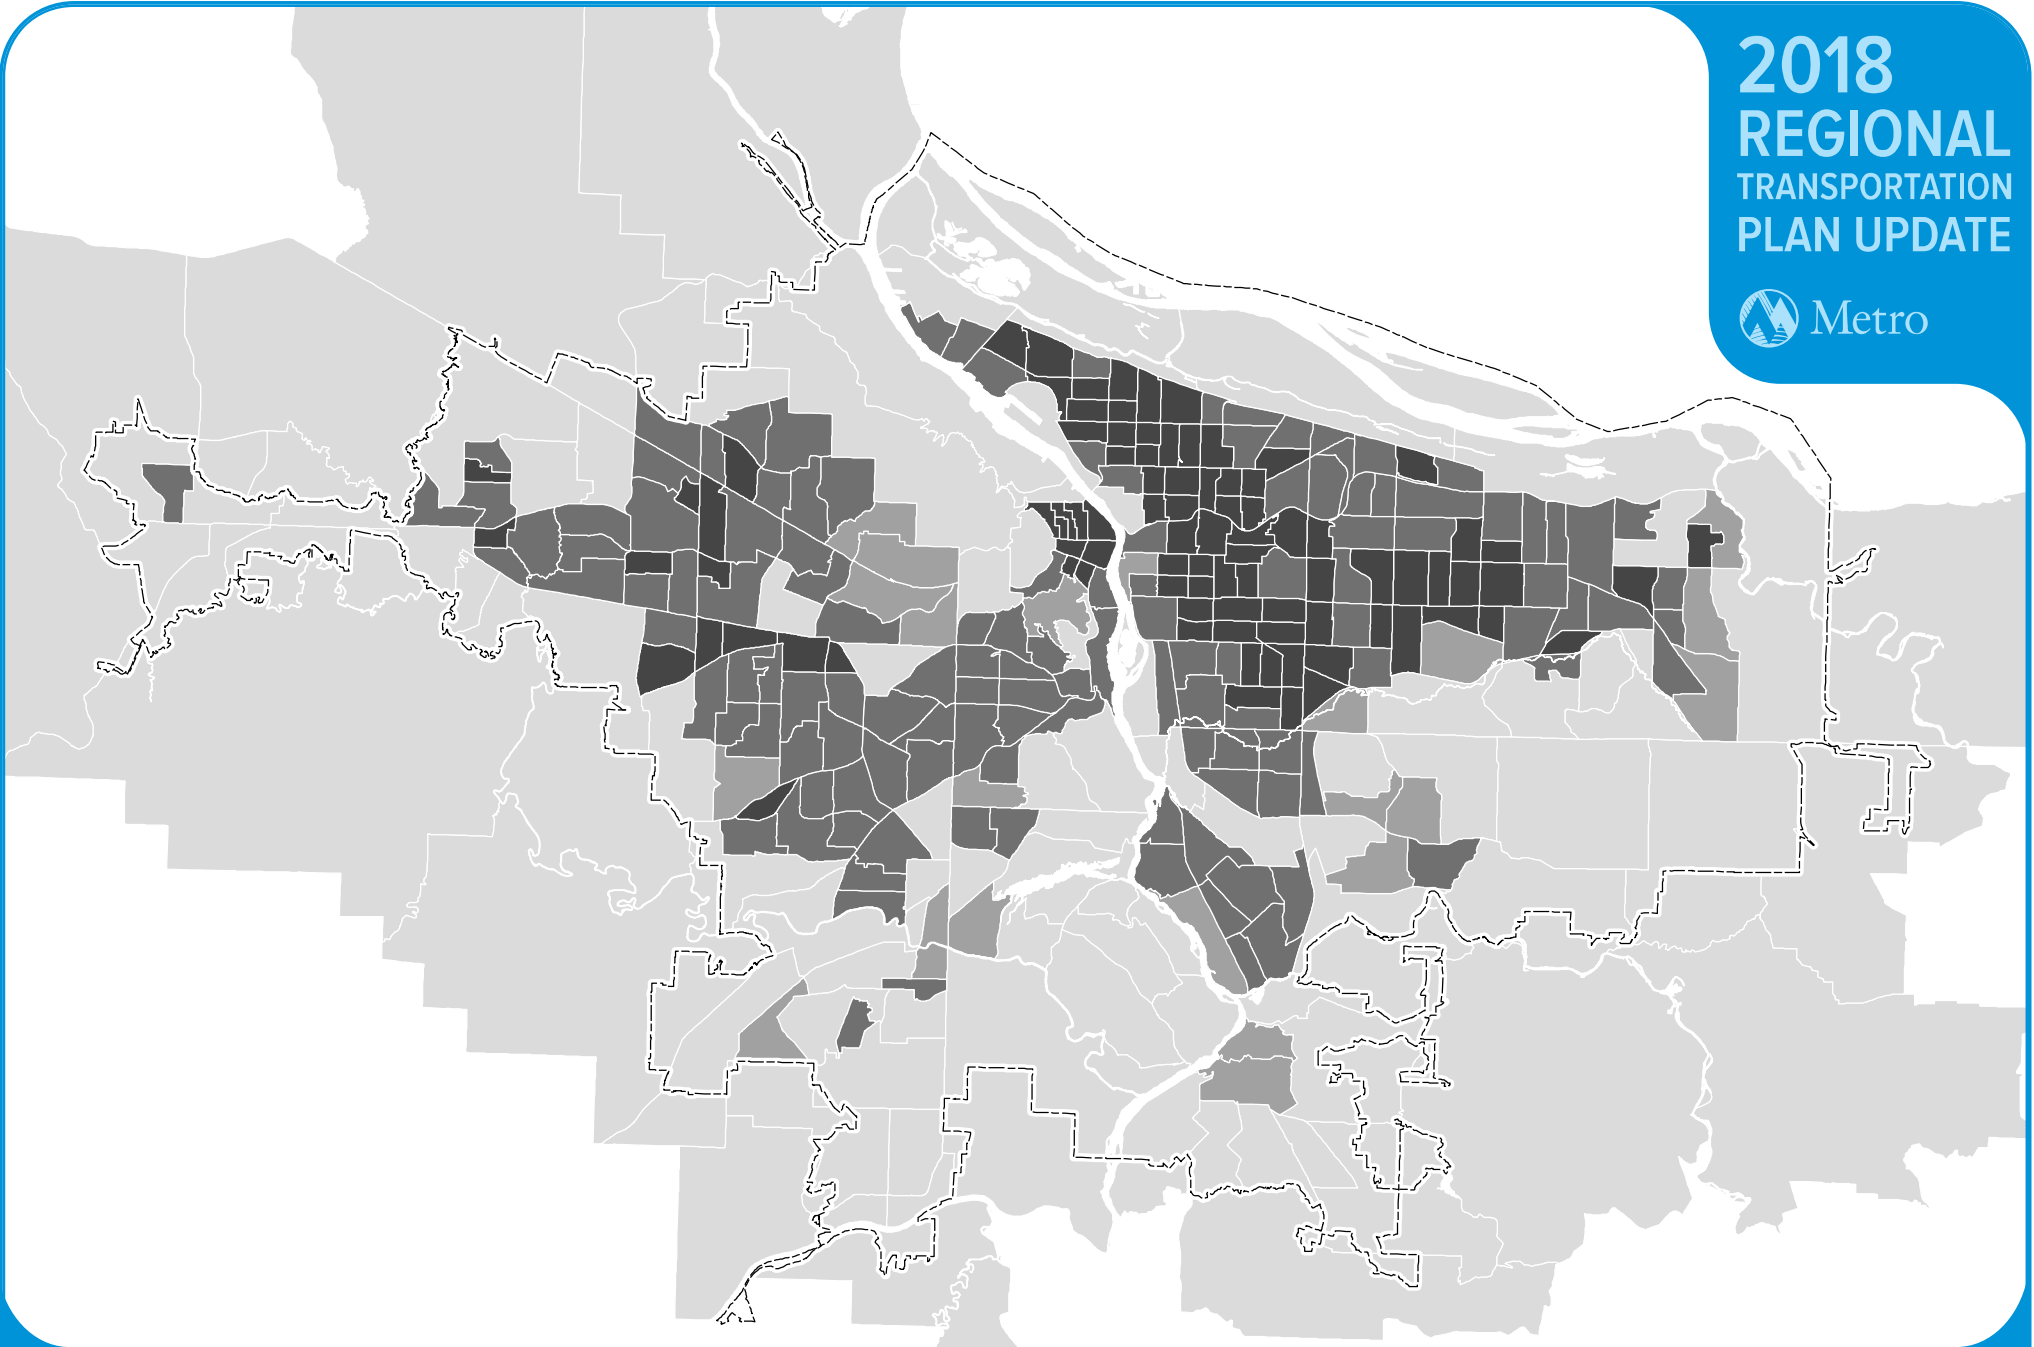 2018
REGIONAL
TRANSPORTATION
PLAN UPDATE
Metro